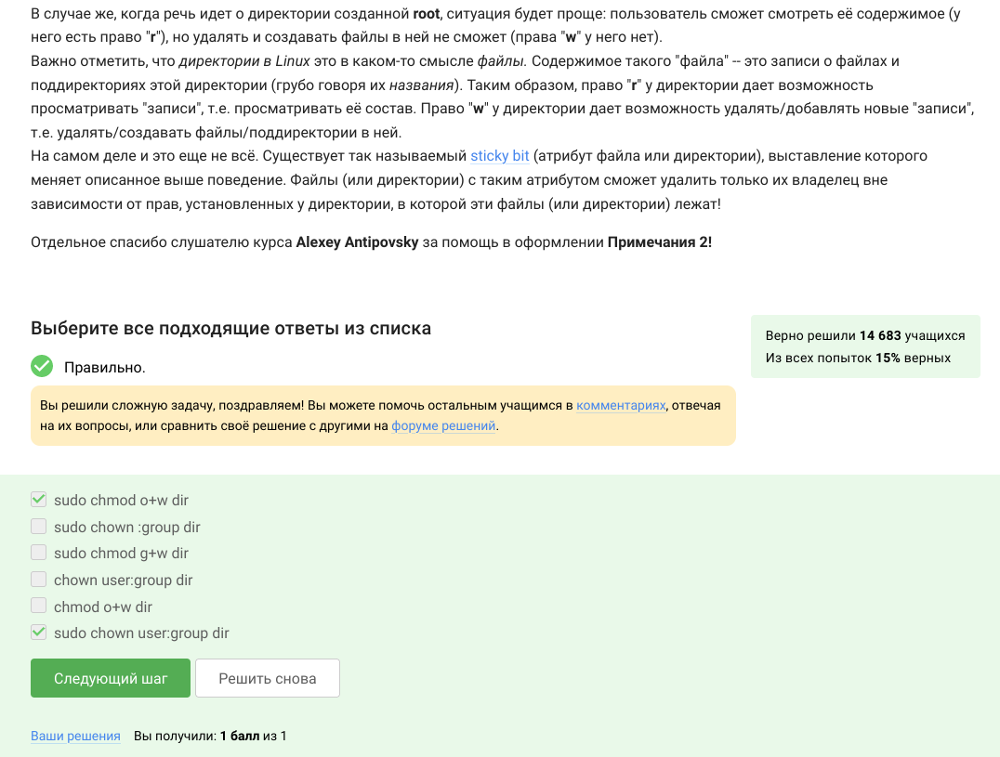 В случае же, когда речь идет о директории созданной root, ситуация будет проще: пользователь сможет смотреть её содержимое (у
него есть право "r"), но удалять и создавать файлы в ней не сможет (права "w" у него нет).
Важно отметить, что директории в Linux это в каком-то смысле файлы. Содержимое такого "файла" -- это записи о файлах и
поддиректориях этой директории (грубо говоря их названия). Таким образом, право "r" у директории дает возможность
просматривать "записи", т.е. просматривать её состав. Право "w" у директории дает возможность удалять/добавлять новые "записи",
т.е. удалять/создавать файлы/поддиректории в ней.
На самом деле и это еще не всё. Существует так называемый sticky bit (атрибут файла или директории), выставление которого
меняет описанное выше поведение. Файлы (или директории) с таким атрибутом сможет удалить только их владелец вне
зависимости от прав, установленных у директории, в которой эти файлы (или директории) лежат!
Отдельное спасибо слушателю курса Alexey Antipovsky за помощь в оформлении Примечания 2!
Выберите все подходящие ответы из списка
Верно решили 14 683 учащихся
Из всех попыток 15% верных
Правильно.
Вы решили сложную задачу, поздравляем! Вы можете помочь остальным учащимся в комментариях, отвечая
на их вопросы, или сравнить своё решение с другими на форуме решений.
sudo chmod o+w dir
sudo chown :group dir
sudo chmod g+w dir
chown user:group dir
chmod o+w dir
sudo chown user:group dir
Следующий шаг Решить снова
Ваши решения Вы получили: 1 балл из 1